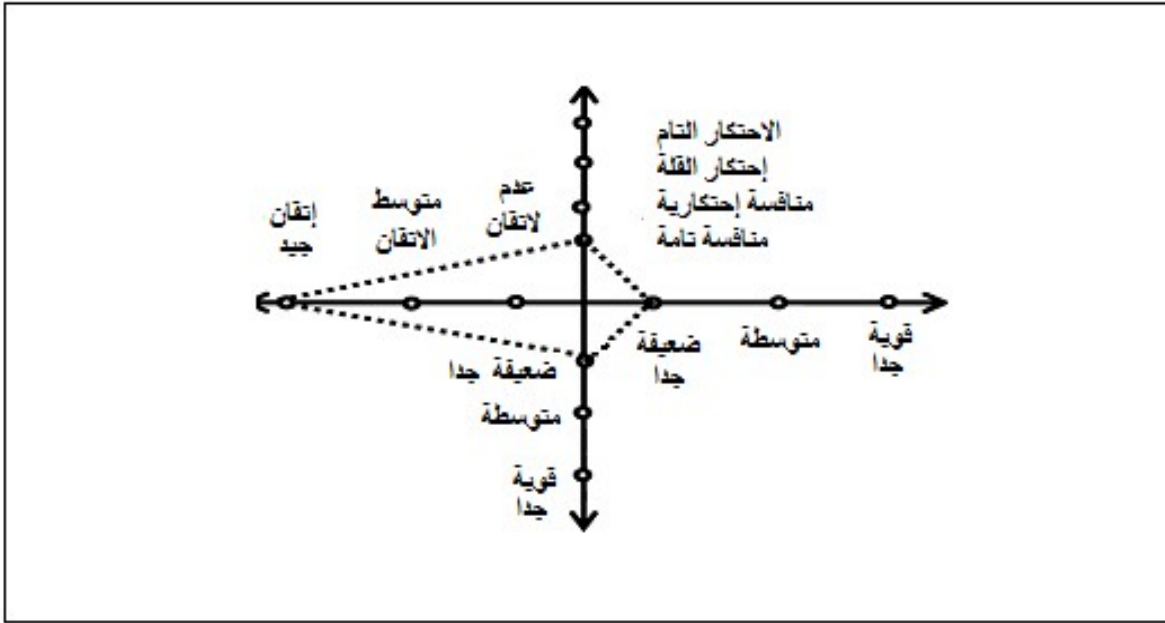 الاحتكار التام
إحتكار القلة
منافسة إحتكارية
منافسة تامة
عدم
لاتقان
متوسط
الاتقان
إتقان
جيد
ضعيفة
جدا
متوسطة
قوية
جدا
ضعيفة جدا
متوسطة
قوية
جدا